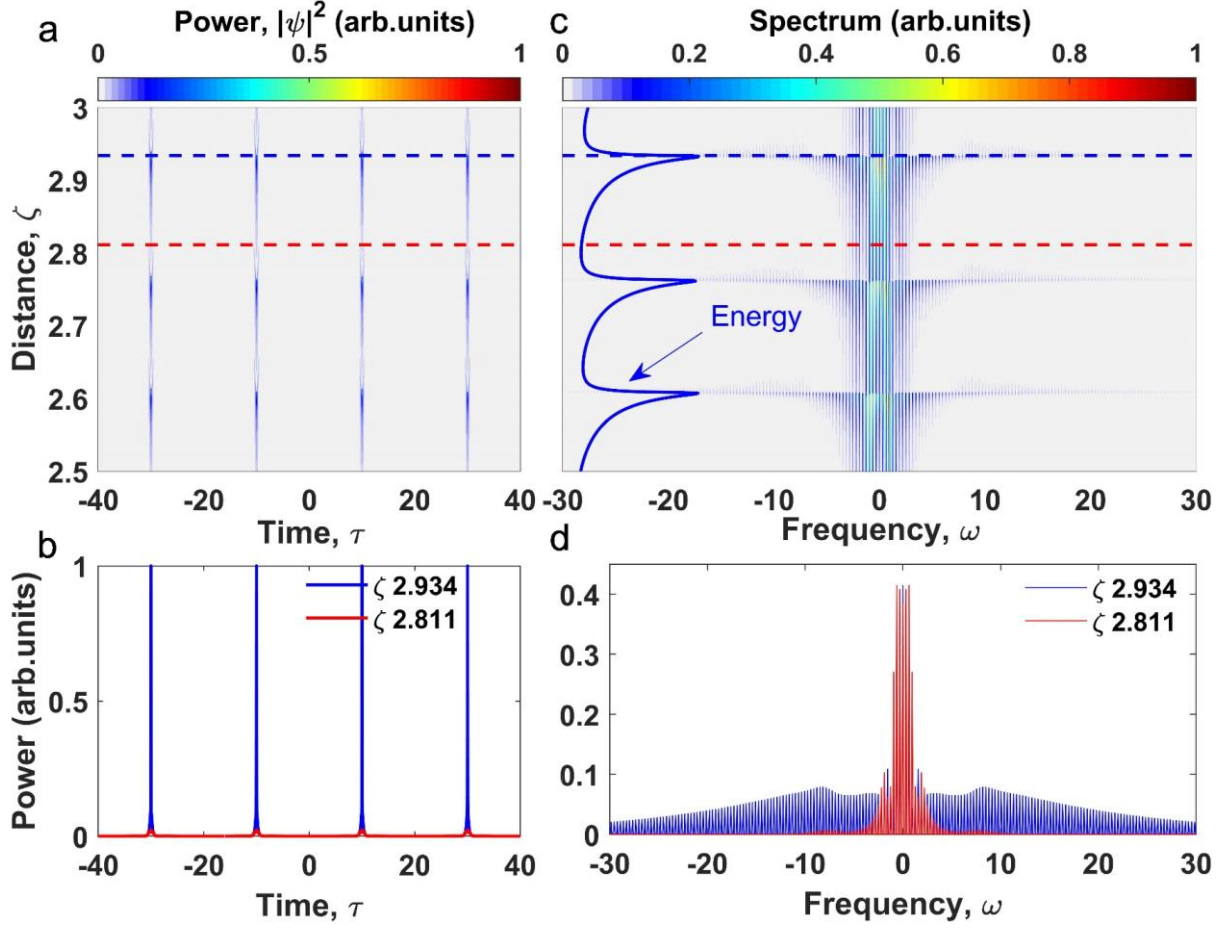 a
Power, |ψ|² (arb.units)
0 0.5 1
Distance, ζ
3
2.9
2.8
2.7
2.6
2.5
-40 -20 0 20 40
Time, τ
c
Spectrum (arb.units)
0 0.2 0.4 0.6 0.8 1
Energy
-30 -20 -10 0 10 20 30
Frequency, ω
b
Power (arb.units)
1
0.5
0
ζ 2.934
ζ 2.811
-40 -20 0 20 40
Time, τ
d
0.4
0.3
0.2
0.1
0
ζ 2.934
ζ 2.811
-30 -20 -10 0 10 20 30
Frequency, ω